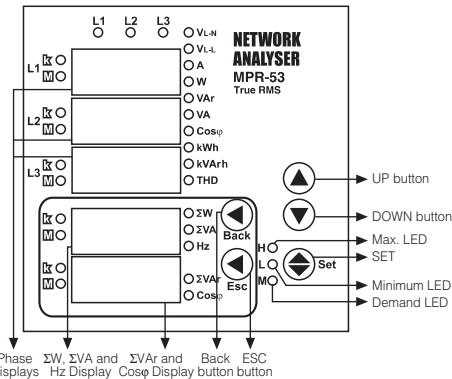 L1 L2 L3
NETWORK
ANALYSER
MPR-53
True RMS
VL-N
VL-L
A
W
VAr
VA
Cosφ
kWh
kVArh
THD
L1
k
M
L2
k
M
L3
k
M
k
M
ΣW
ΣVA
Hz
k
M
ΣVAr
Cosφ
Back
Esc
H
L
M
Set
UP button
DOWN button
Max. LED
SET
Minimum LED
Demand LED
Phase
displays
ΣW, ΣVA and
Hz Display
ΣVAr and
Cosφ Display
Back
button
ESC
button